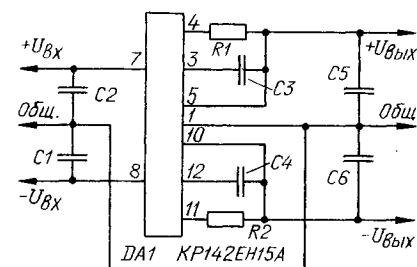 4
R1
+Uвх
7
3
C3
+Uвых
C2
5
C5
Общ.
1
Общ
10
C1
12
C4
C6
-Uвх
8
11
R2
-Uвых
DA1 КР142ЕН15А